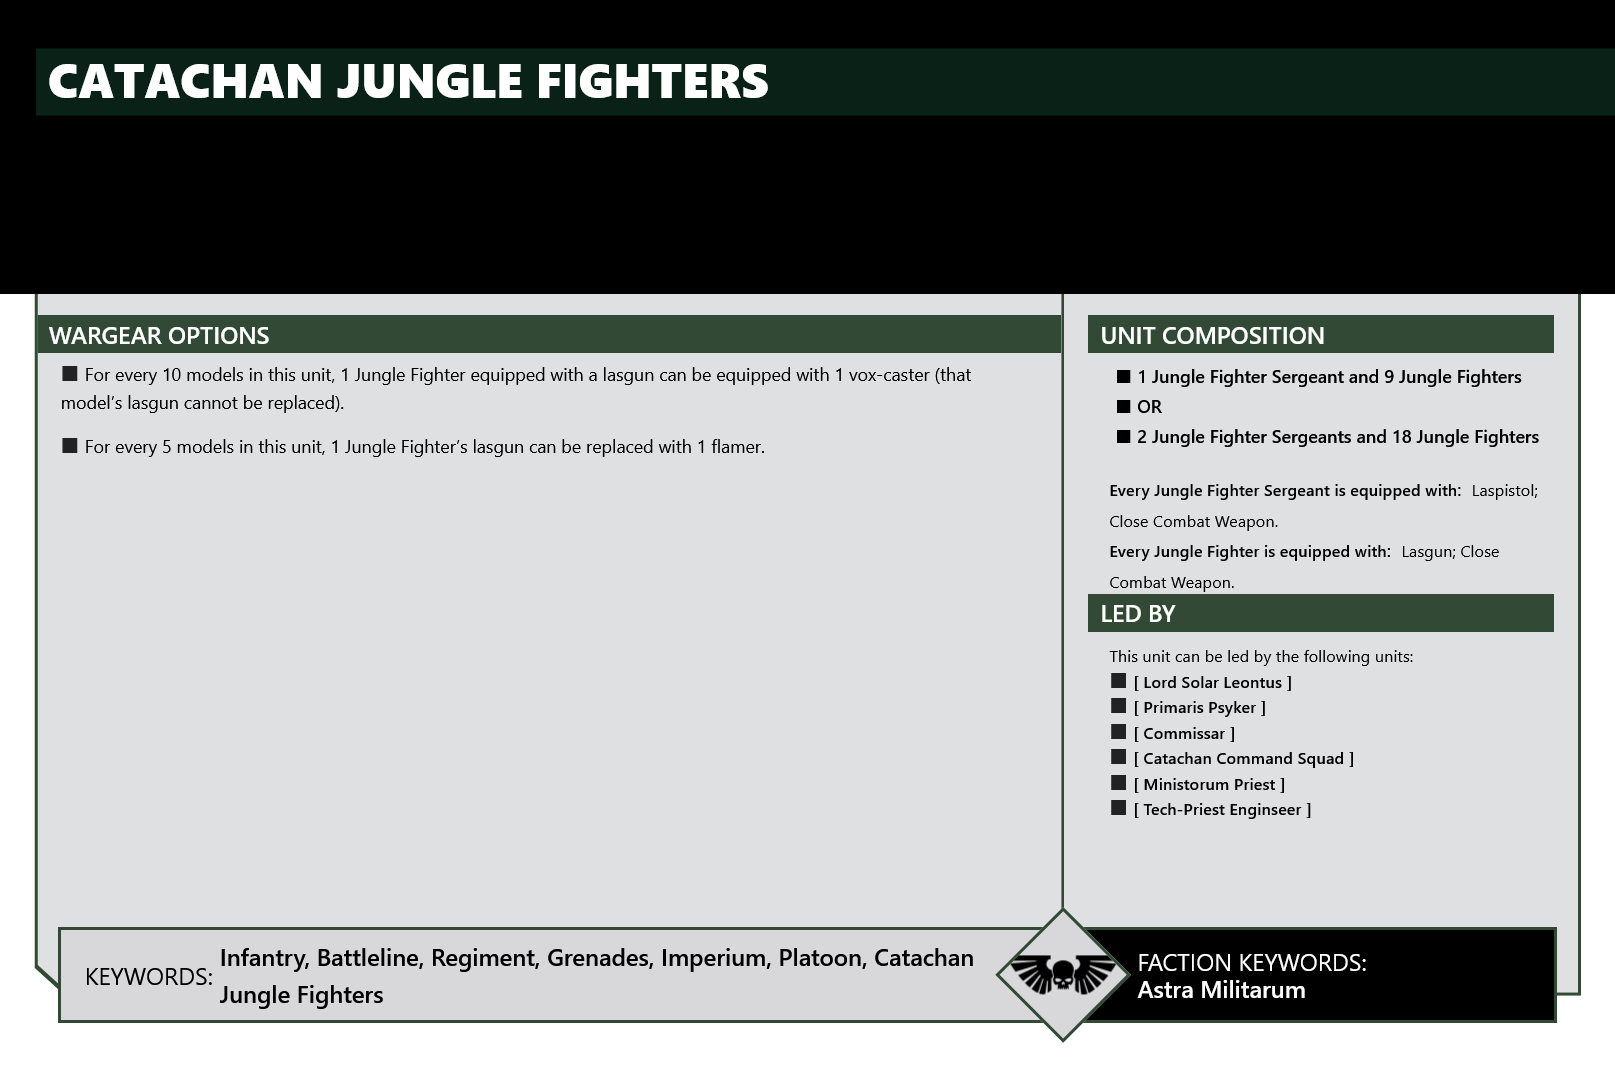 CATACHAN JUNGLE FIGHTERS
WARGEAR OPTIONS
■ For every 10 models in this unit, 1 Jungle Fighter equipped with a lasgun can be equipped with 1 vox-caster (that
model’s lasgun cannot be replaced).
■ For every 5 models in this unit, 1 Jungle Fighter’s lasgun can be replaced with 1 flamer.
UNIT COMPOSITION
■ 1 Jungle Fighter Sergeant and 9 Jungle Fighters
■ OR
■ 2 Jungle Fighter Sergeants and 18 Jungle Fighters
Every Jungle Fighter Sergeant is equipped with: Laspistol;
Close Combat Weapon.
Every Jungle Fighter is equipped with: Lasgun; Close
Combat Weapon.
LED BY
This unit can be led by the following units:
■ [ Lord Solar Leontus ]
■ [ Primaris Psyker ]
■ [ Commissar ]
■ [ Catachan Command Squad ]
■ [ Ministorum Priest ]
■ [ Tech-Priest Enginseer ]
KEYWORDS: Infantry, Battleline, Regiment, Grenades, Imperium, Platoon, Catachan
Jungle Fighters
FACTION KEYWORDS:
Astra Militarum